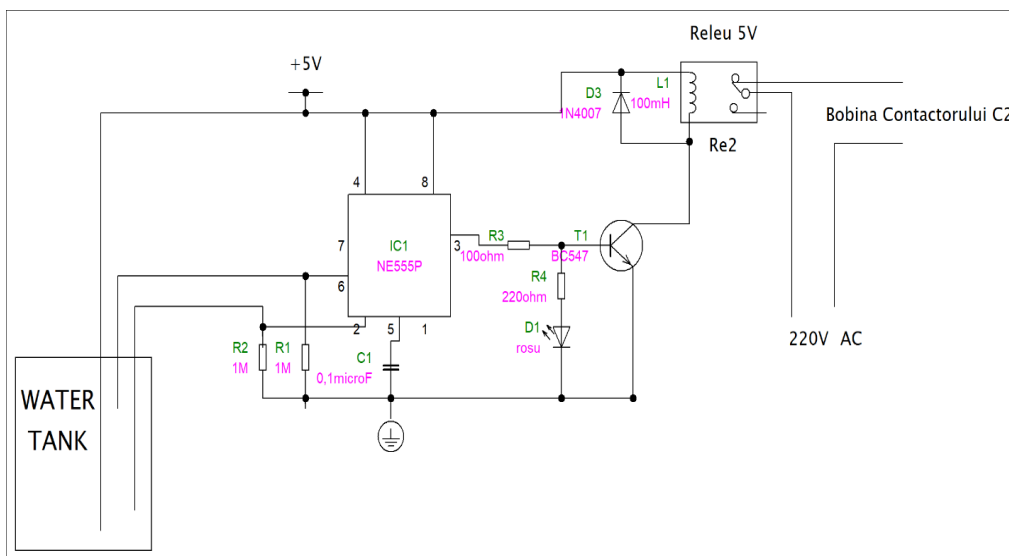 Releu 5V
+5V
L1
D3
100mH
1N4007
Bobina Contactorului C2
Re2
4
8
7
IC1
NE555P
3
R3
100ohm
T1
BC547
6
R4
220ohm
2
5
1
D1
rosu
220V AC
R2
1M
R1
1M
C1
0,1microF
WATER
TANK